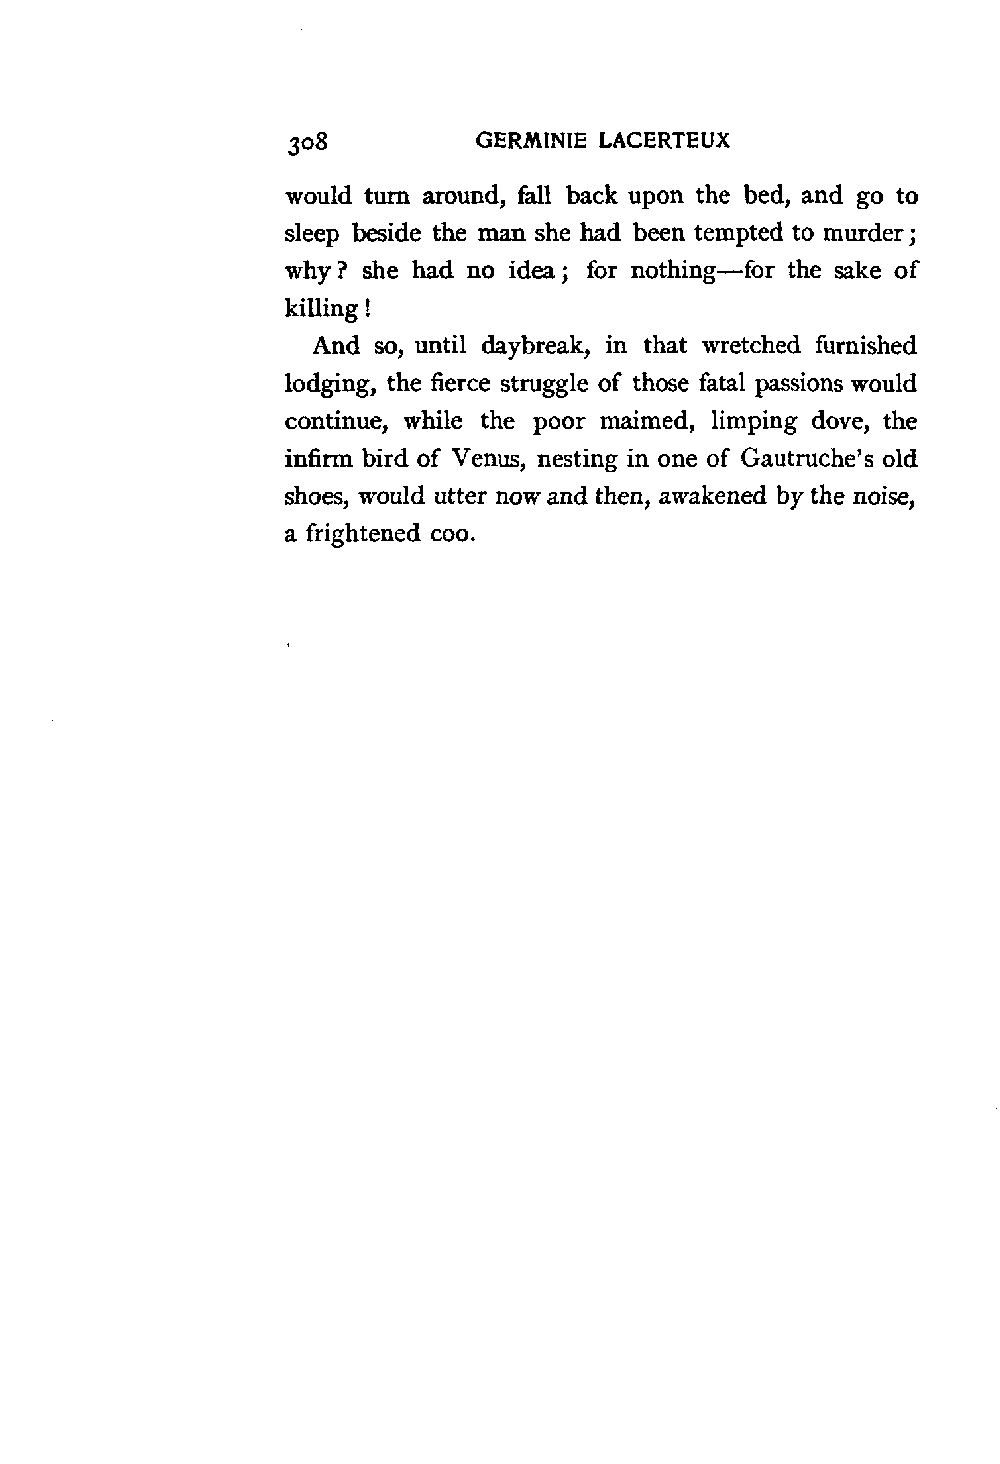 308 GERMINIE LACERTEUX
would turn around, fall back upon the bed, and go to
sleep beside the man she had been tempted to murder;
why? she had no idea; for nothing—for the sake of
killing!
And so, until daybreak, in that wretched furnished
lodging, the fierce struggle of those fatal passions would
continue, while the poor maimed, limping dove, the
infirm bird of Venus, nesting in one of Gautruche's old
shoes, would utter now and then, awakened by the noise,
a frightened coo.